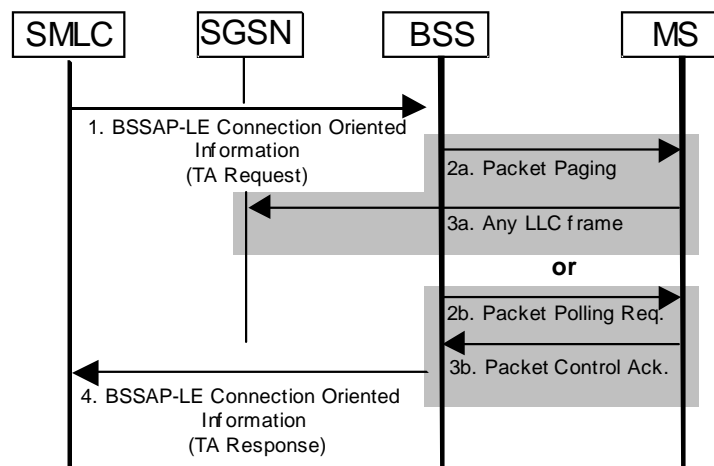 SMLC
SGSN
BSS
MS
1. BSSAP-LE Connection Oriented
Information
(TA Request)
2a. Packet Paging
3a. Any LLC frame
or
2b. Packet Polling Req.
3b. Packet Control Ack.
4. BSSAP-LE Connection Oriented
Information
(TA Response)